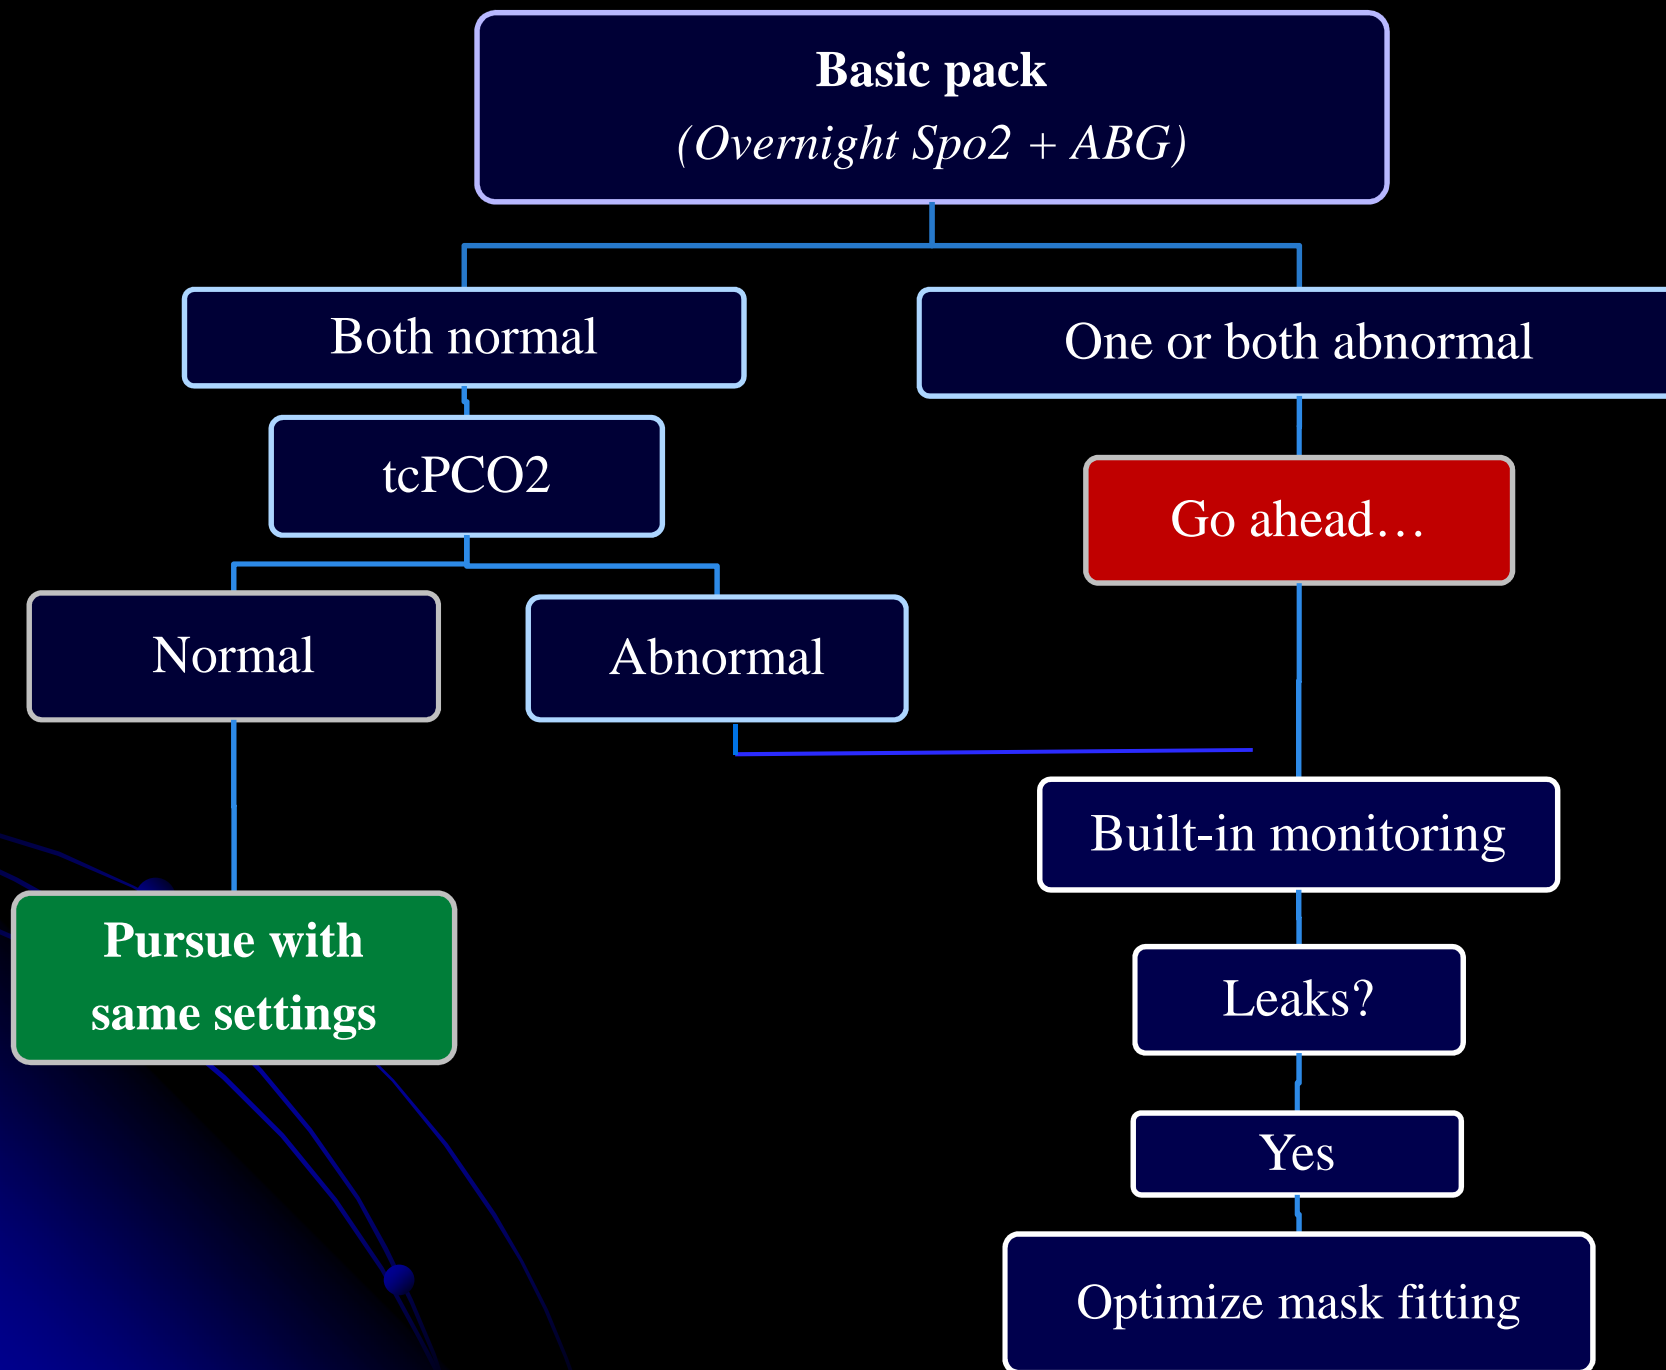 Basic pack
(Overnight Spo2 + ABG)
Both normal
One or both abnormal
tcPCO2
Go ahead…
Normal
Abnormal
Built-in monitoring
Pursue with
same settings
Leaks?
Yes
Optimize mask fitting